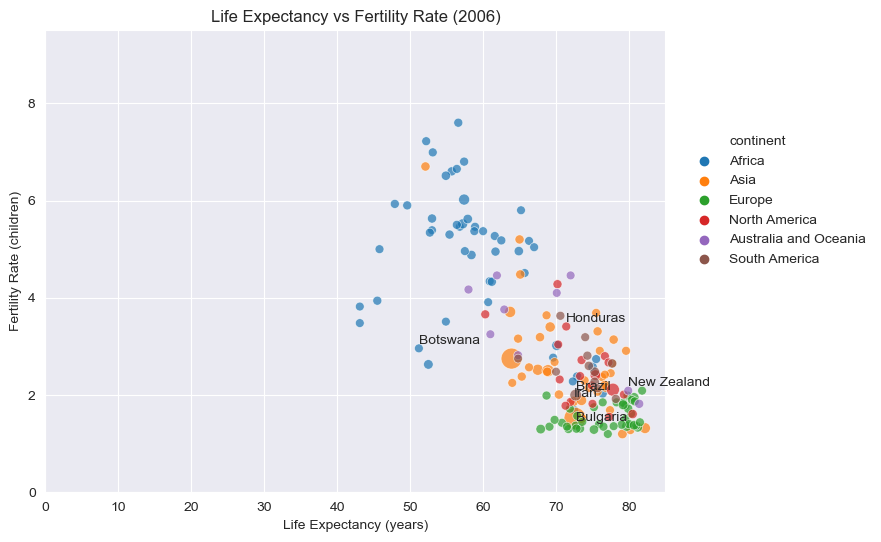 Life Expectancy vs Fertility Rate (2006)
8
6
4
2
0
Fertility Rate (children)
0 10 20 30 40 50 60 70 80
Life Expectancy (years)
Honduras
Botswana
New Zealand
Brazil
Iran
Bulgaria
continent
Africa
Asia
Europe
North America
Australia and Oceania
South America